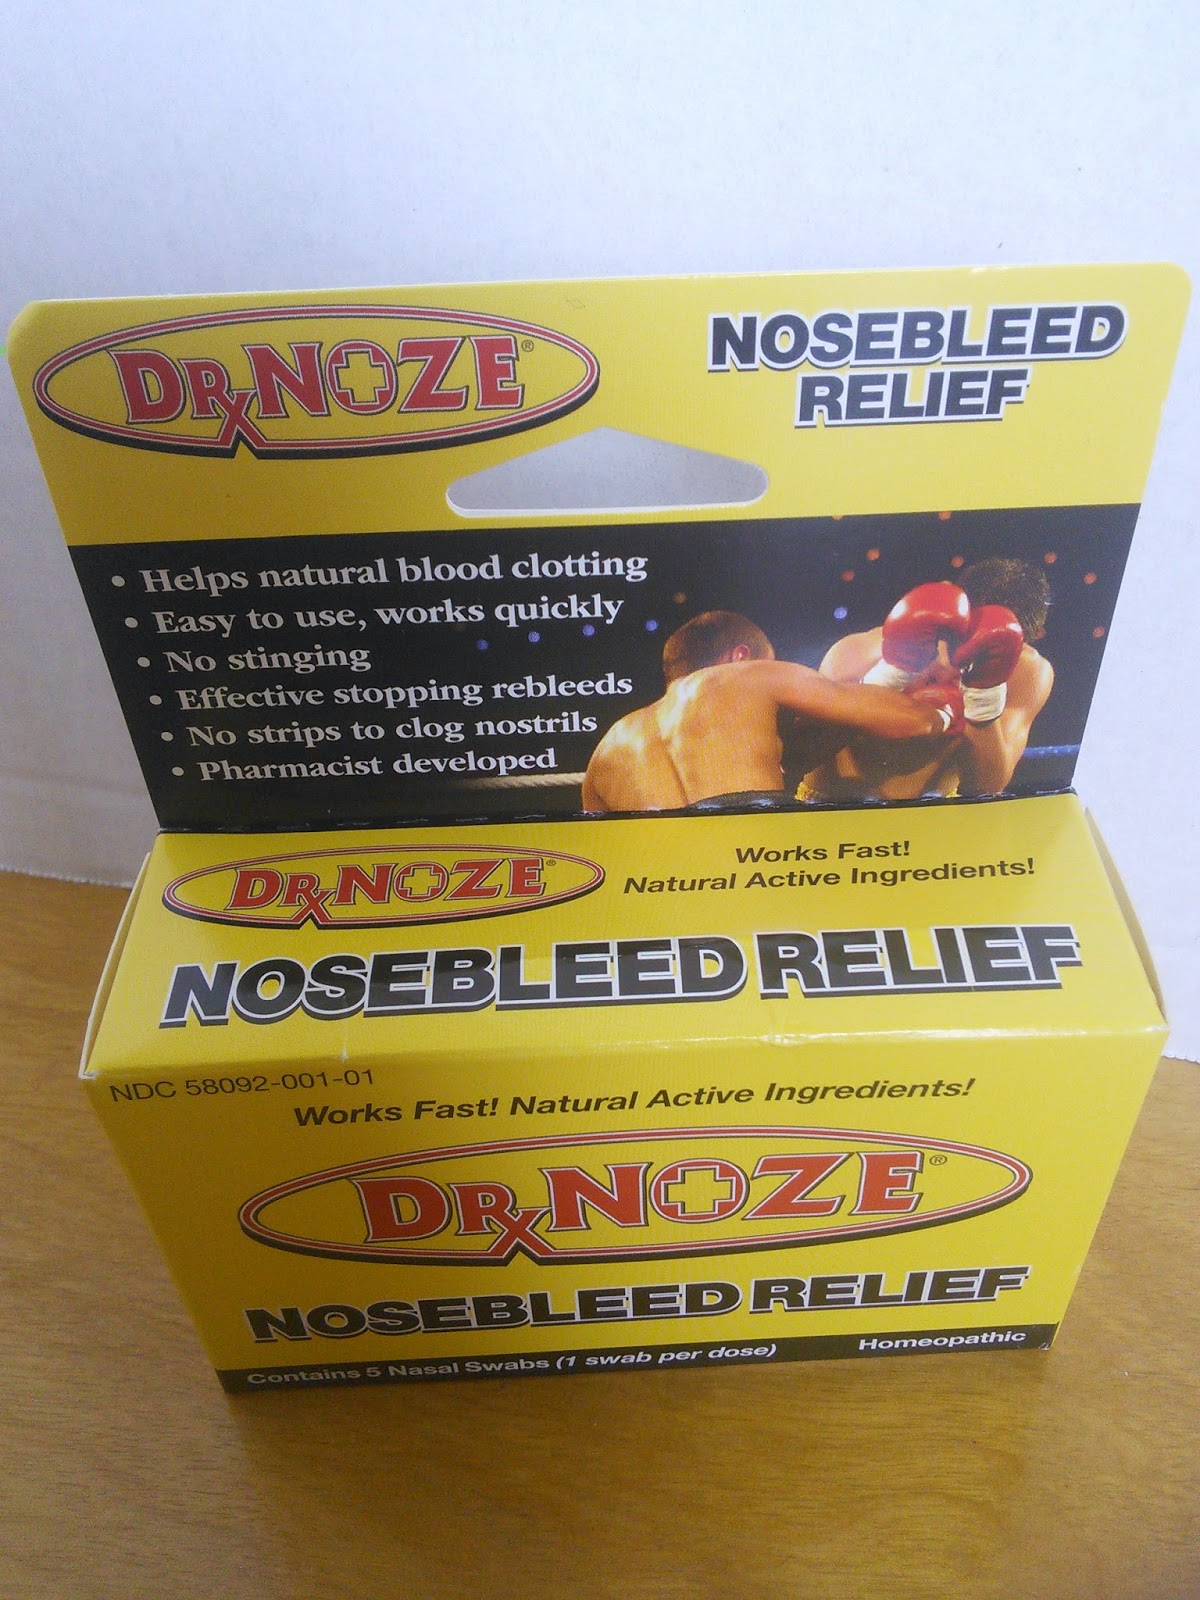 DRxNOZE®
NOSEBLEED
RELIEF
• Helps natural blood clotting
• Easy to use, works quickly
• No stinging
• Effective stopping rebleeds
• No strips to clog nostrils
• Pharmacist developed
DRxNOZE®
Works Fast!
Natural Active Ingredients!
NOSEBLEED RELIEF
NDC 58092-001-01
Works Fast! Natural Active Ingredients!
DRxNOZE®
NOSEBLEED RELIEF
Contains 5 Nasal Swabs (1 swab per dose) Homeopathic